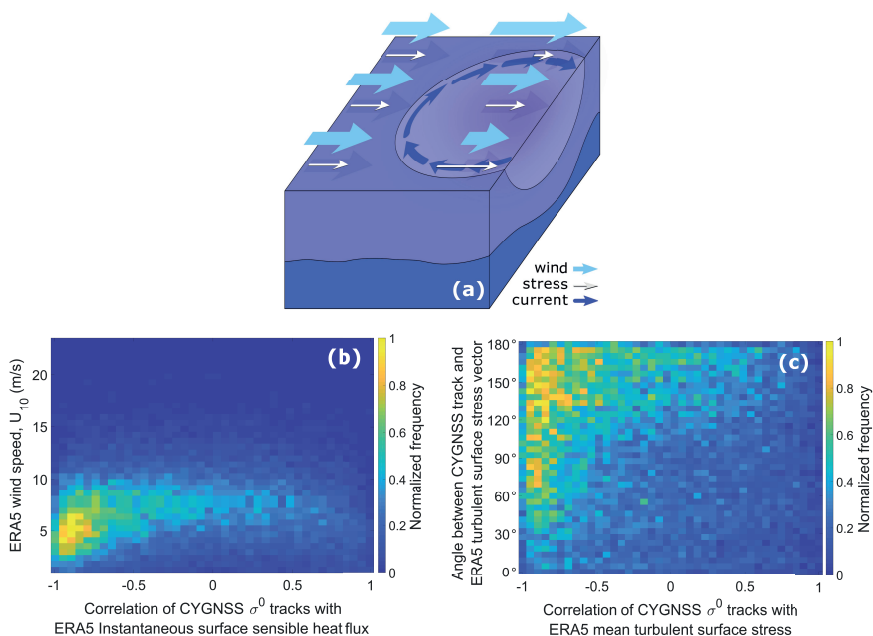 wind
stress
current
(a)
(b)
ERA5 wind speed, U10 (m/s)
20
15
10
5
-1
-0.5
0
0.5
1
Correlation of CYGNSS σ0 tracks with
ERA5 Instantaneous surface sensible heat flux
1
0.8
0.6
0.4
0.2
0
Normalized frequency
(c)
Angle between CYGNSS track and
ERA5 turbulent surface stress vector
180°
150°
120°
90°
60°
30°
0°
-1
-0.5
0
0.5
1
Correlation of CYGNSS σ0 tracks with
ERA5 mean turbulent surface stress
1
0.8
0.6
0.4
0.2
0
Normalized frequency